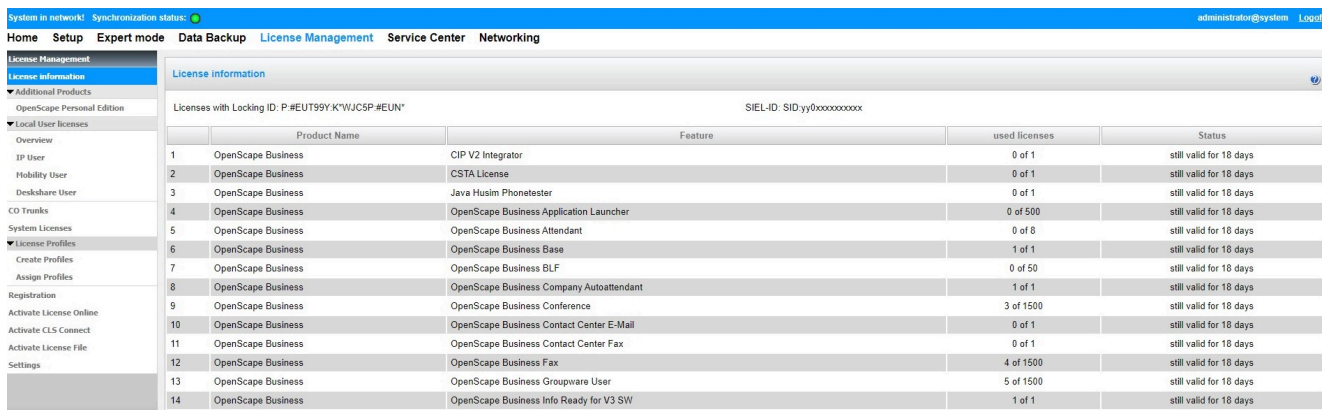 System in network! Synchronization status:
administrator@system Logof
Home Setup Expert mode Data Backup License Management Service Center Networking
License Management
License information
Additional Products
OpenScape Personal Edition
Local User licenses
Overview
IP User
Mobility User
Deskshare User
CO Trunks
System Licenses
License Profiles
Create Profiles
Assign Profiles
Registration
Activate License Online
Activate CLS Connect
Activate License File
Settings
License information
Licenses with Locking ID: P:#EUT99Y:K*WJC5P:#EUN* SIEL-ID: SID:yy0xxxxxxxxxx
Product Name Feature used licenses Status
1 OpenScape Business CIP V2 Integrator 0 of 1 still valid for 18 days
2 OpenScape Business CSTA License 0 of 1 still valid for 18 days
3 OpenScape Business Java Husim Phonetester 0 of 1 still valid for 18 days
4 OpenScape Business OpenScape Business Application Launcher 0 of 500 still valid for 18 days
5 OpenScape Business OpenScape Business Attendant 0 of 8 still valid for 18 days
6 OpenScape Business OpenScape Business Base 1 of 1 still valid for 18 days
7 OpenScape Business OpenScape Business BLF 0 of 50 still valid for 18 days
8 OpenScape Business OpenScape Business Company Autoattendant 1 of 1 still valid for 18 days
9 OpenScape Business OpenScape Business Conference 3 of 1500 still valid for 18 days
10 OpenScape Business OpenScape Business Contact Center E-Mail 0 of 1 still valid for 18 days
11 OpenScape Business OpenScape Business Contact Center Fax 0 of 1 still valid for 18 days
12 OpenScape Business OpenScape Business Fax 4 of 1500 still valid for 18 days
13 OpenScape Business OpenScape Business Groupware User 5 of 1500 still valid for 18 days
14 OpenScape Business OpenScape Business Info Ready for V3 SW 1 of 1 still valid for 18 days